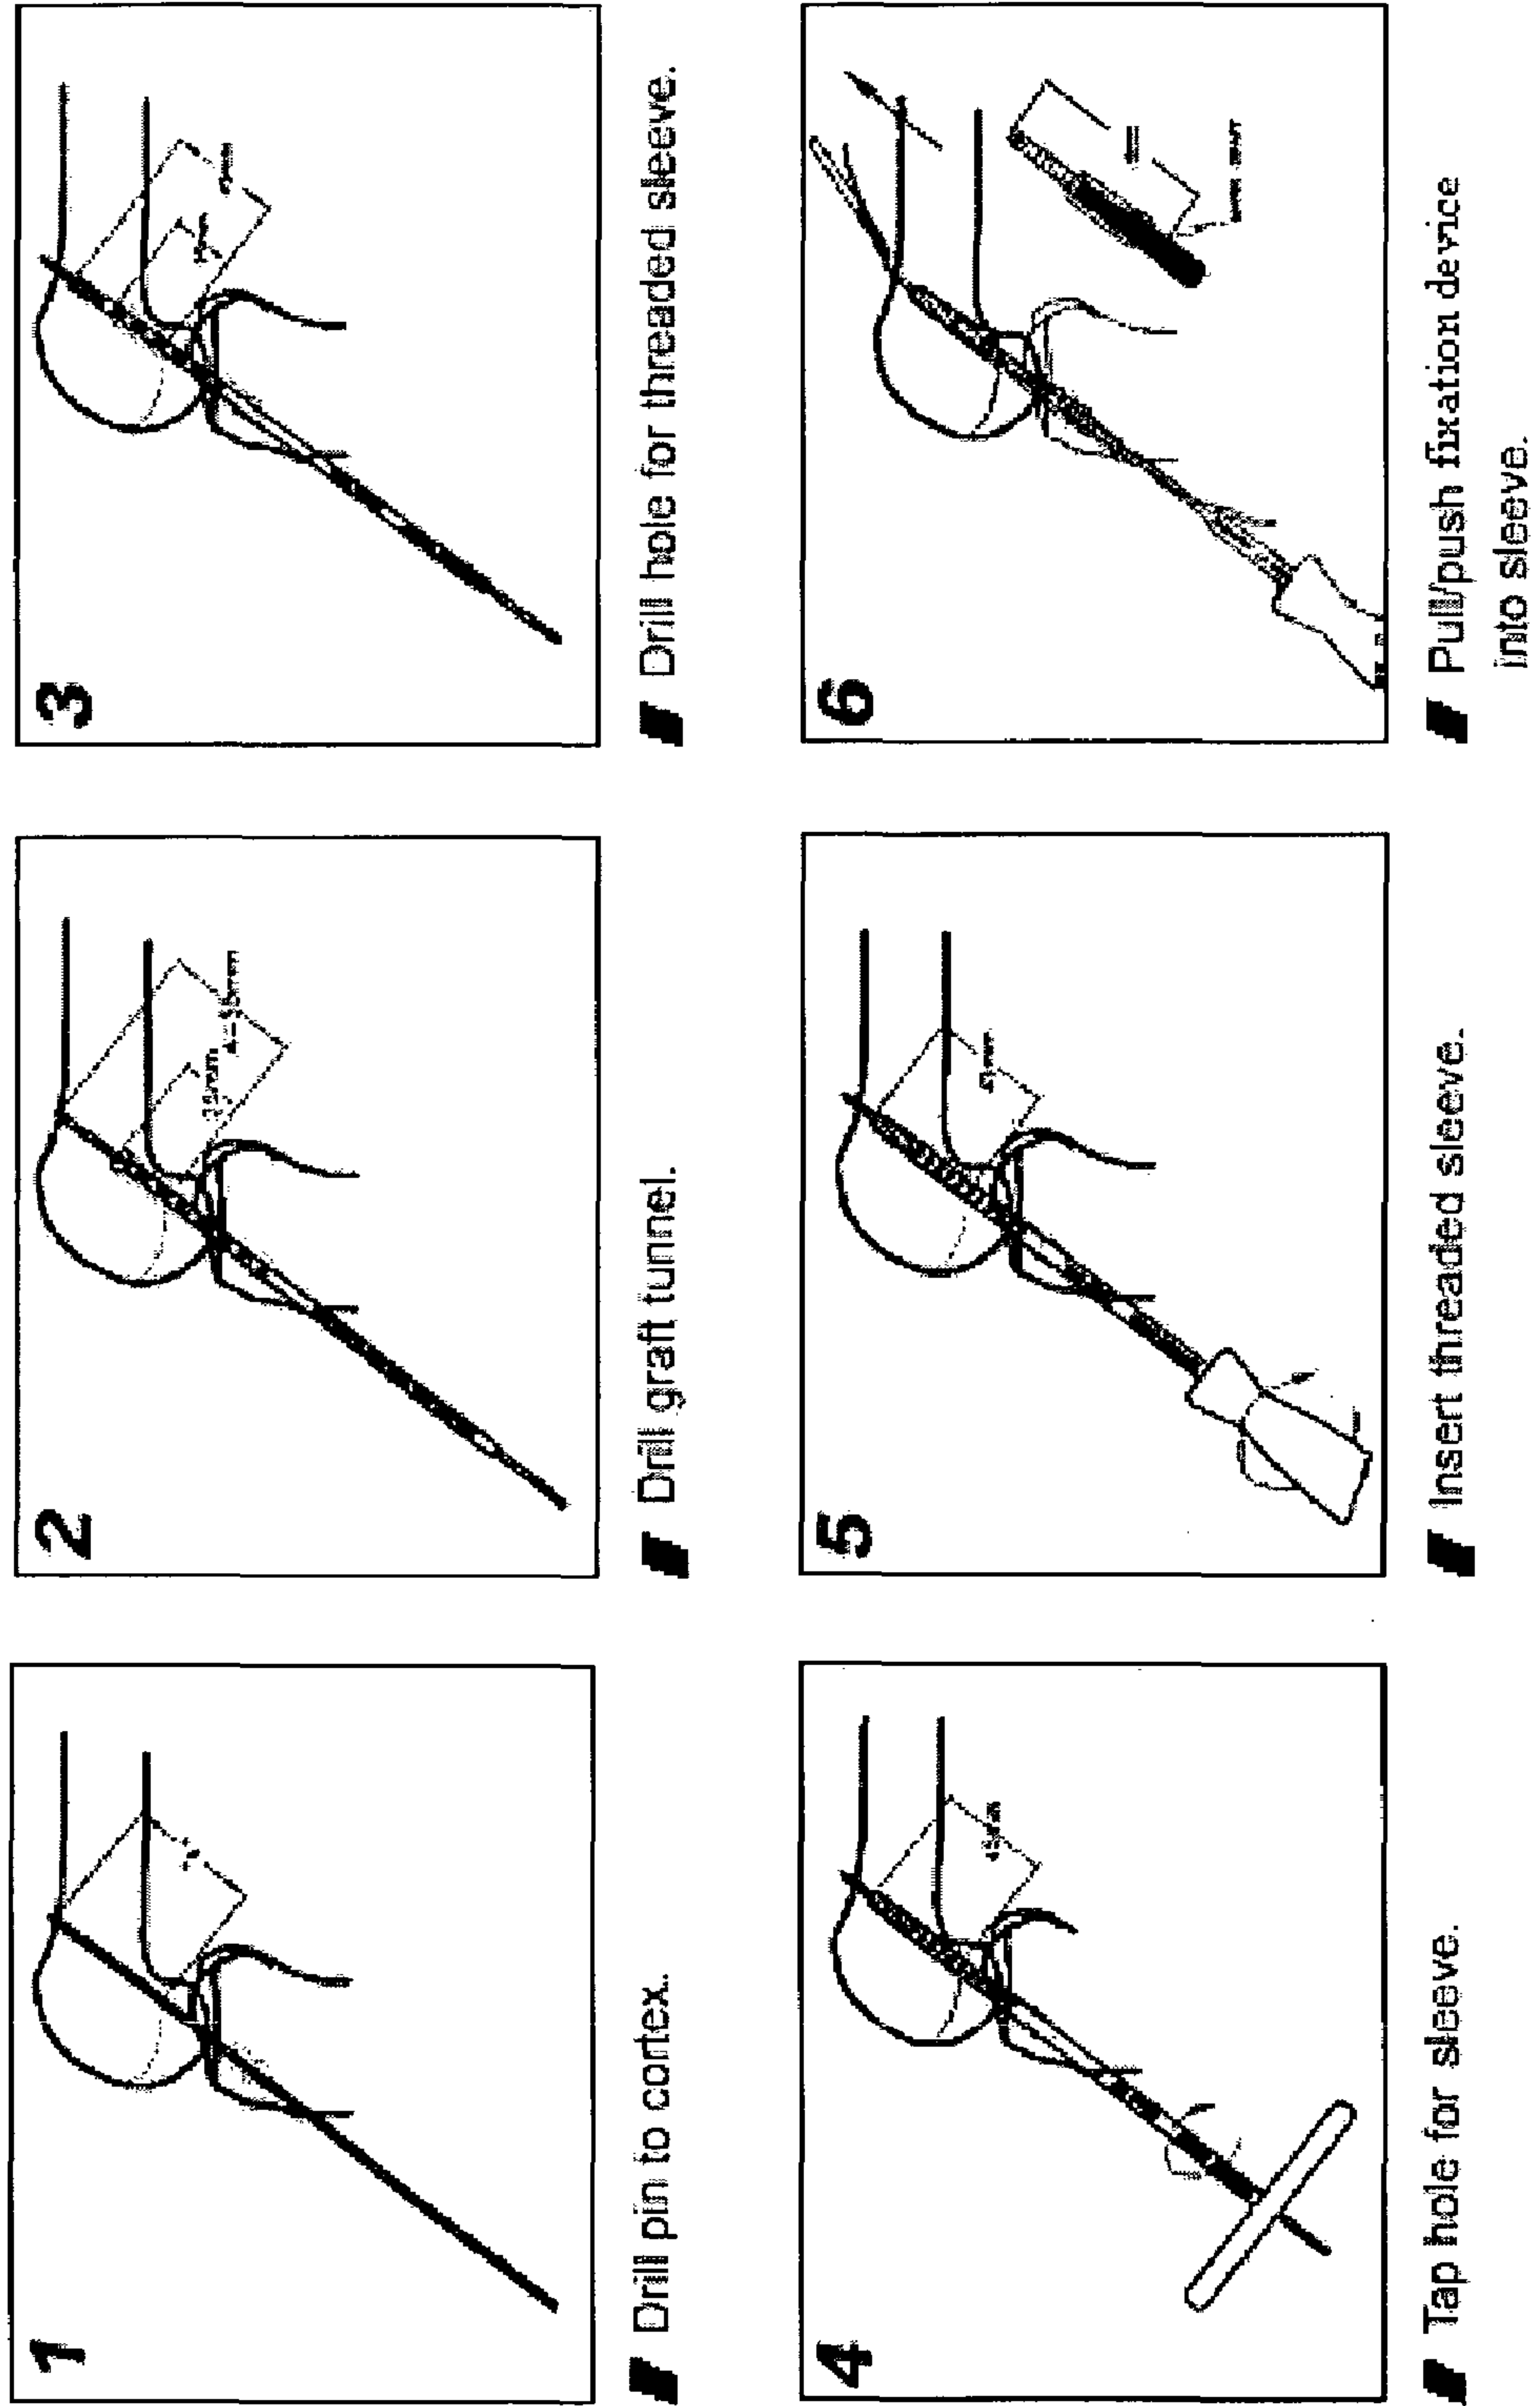 1
Drill pin to cortex.
2
Drill graft tunnel.
3
Drill hole for threaded sleeve.
4
Tap hole for sleeve.
5
Insert threaded sleeve.
6
Pull/push fixation device
into sleeve.